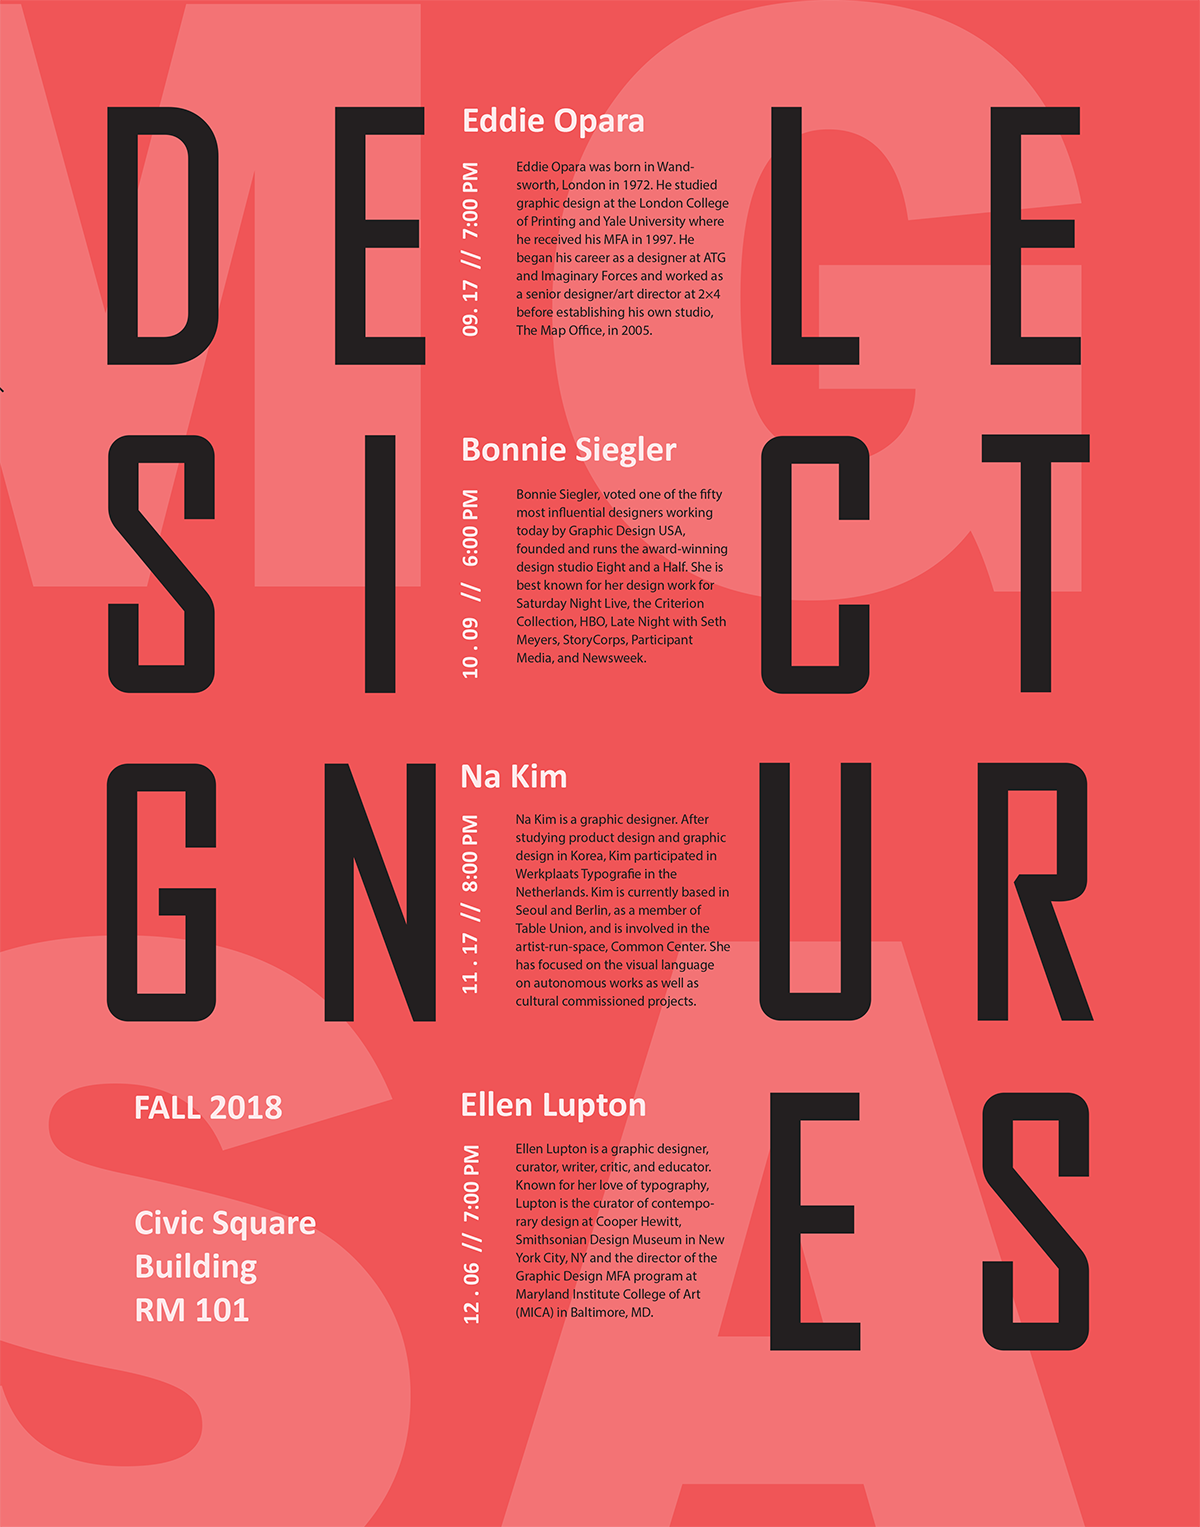 M G
S A
D E
S I
G N
L E
C T
U R
E S
Eddie Opara
09. 17 // 7:00 PM
Eddie Opara was born in Wand-
sworth, London in 1972. He studied
graphic design at the London College
of Printing and Yale University where
he received his MFA in 1997. He
began his career as a designer at ATG
and Imaginary Forces and worked as
a senior designer/art director at 2×4
before establishing his own studio,
The Map Office, in 2005.
Bonnie Siegler
10 . 09 // 6:00 PM
Bonnie Siegler, voted one of the fifty
most influential designers working
today by Graphic Design USA,
founded and runs the award-winning
design studio Eight and a Half. She is
best known for her design work for
Saturday Night Live, the Criterion
Collection, HBO, Late Night with Seth
Meyers, StoryCorps, Participant
Media, and Newsweek.
Na Kim
11 . 17 // 8:00 PM
Na Kim is a graphic designer. After
studying product design and graphic
design in Korea, Kim participated in
Werkplaats Typografie in the
Netherlands. Kim is currently based in
Seoul and Berlin, as a member of
Table Union, and is involved in the
artist-run-space, Common Center. She
has focused on the visual language
on autonomous works as well as
cultural commissioned projects.
Ellen Lupton
12 . 06 // 7:00 PM
Ellen Lupton is a graphic designer,
curator, writer, critic, and educator.
Known for her love of typography,
Lupton is the curator of contempo-
rary design at Cooper Hewitt,
Smithsonian Design Museum in New
York City, NY and the director of the
Graphic Design MFA program at
Maryland Institute College of Art
(MICA) in Baltimore, MD.
FALL 2018
Civic Square
Building
RM 101